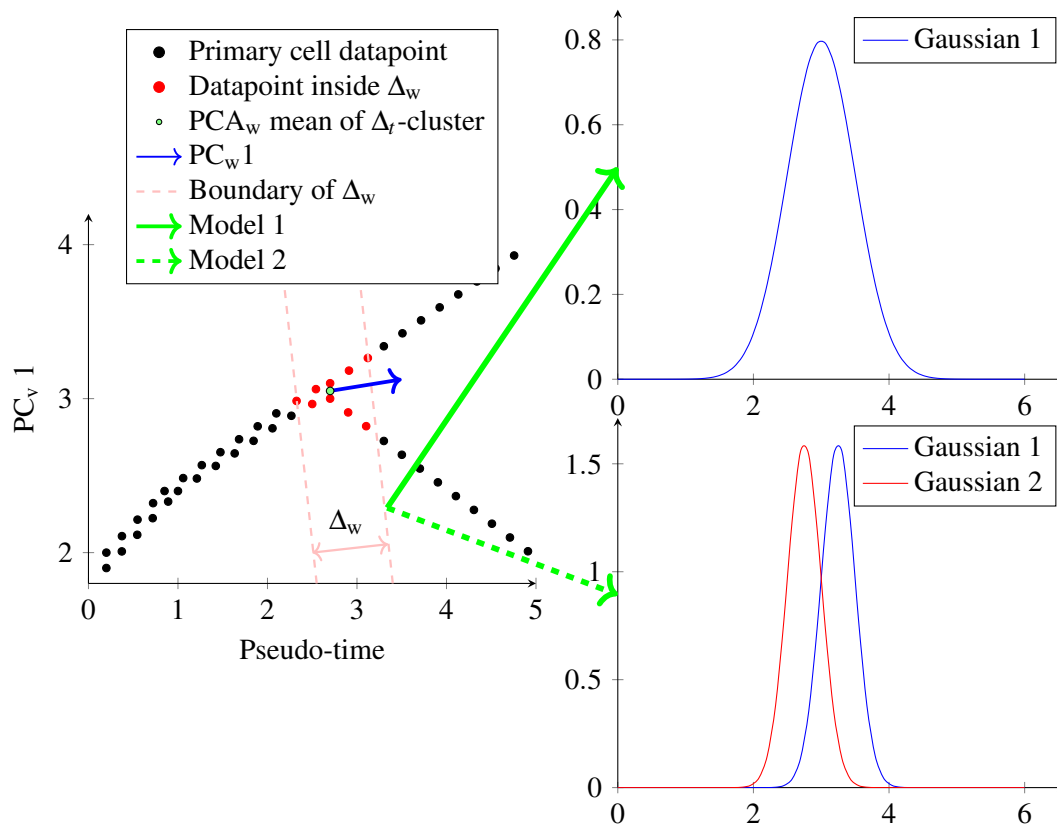 Primary cell datapoint
Datapoint inside Δw
PCAw mean of Δt-cluster
PCw1
Boundary of Δw
Model 1
Model 2
4
3
2
PCv 1
Δw
0
1
2
3
4
5
Pseudo-time
Gaussian 1
0.8
0.6
0.4
0.2
0
0
2
4
6
Gaussian 1
Gaussian 2
1.5
1
0.5
0
0
2
4
6